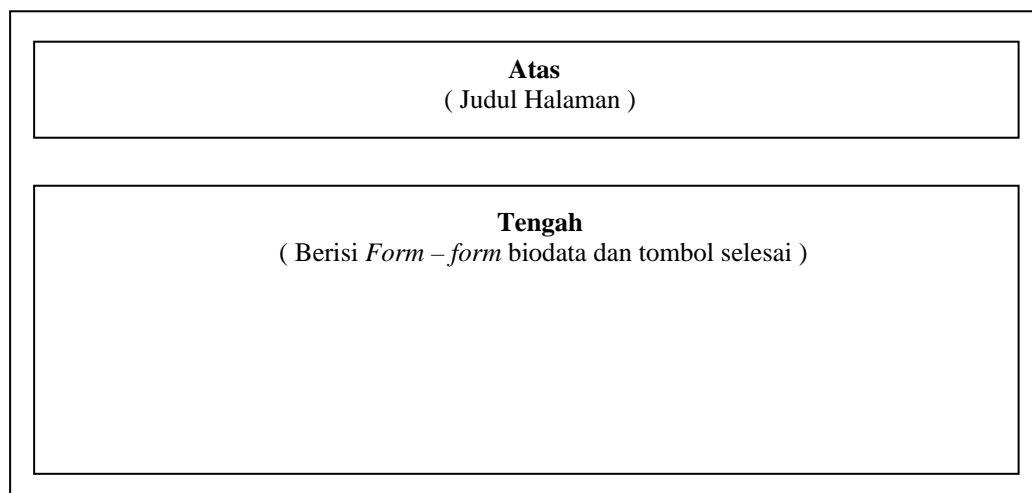 Atas
( Judul Halaman )
Tengah
( Berisi Form – form biodata dan tombol selesai )